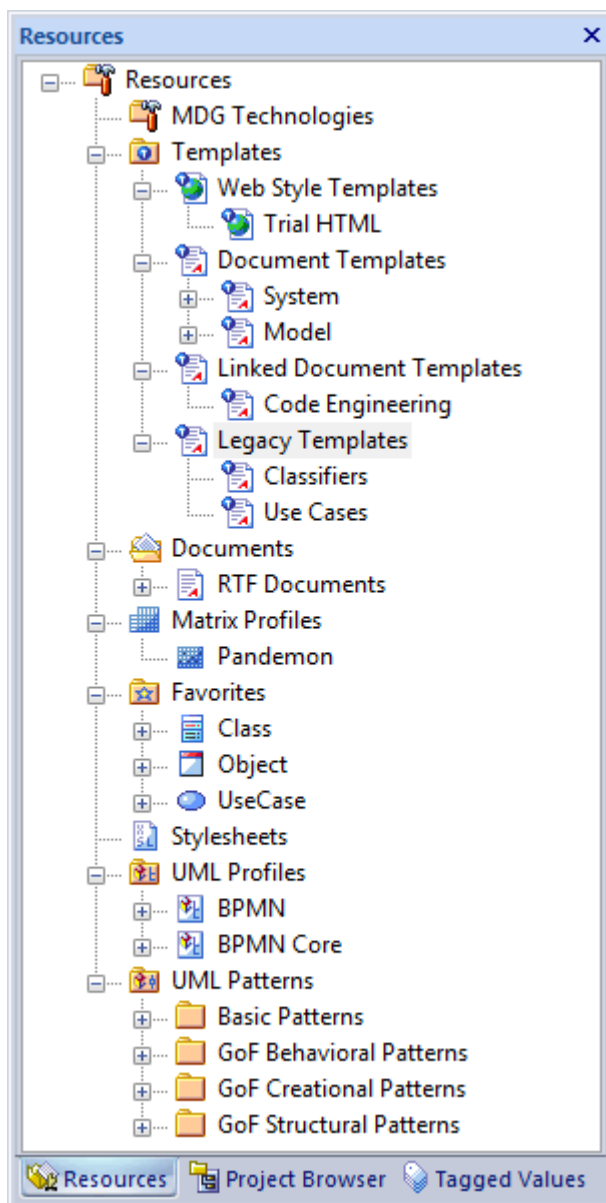 Resources
Resources
MDG Technologies
Templates
Web Style Templates
Trial HTML
Document Templates
System
Model
Linked Document Templates
Code Engineering
Legacy Templates
Classifiers
Use Cases
Documents
RTF Documents
Matrix Profiles
Pandemon
Favorites
Class
Object
UseCase
Stylesheets
UML Profiles
BPMN
BPMN Core
UML Patterns
Basic Patterns
GoF Behavioral Patterns
GoF Creational Patterns
GoF Structural Patterns
Resources Project Browser Tagged Values